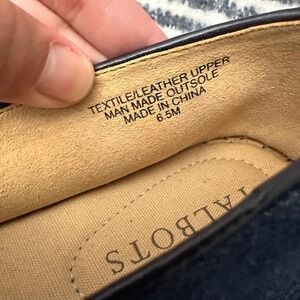 TEXTILE/LEATHER UPPER
MAN MADE OUTSOLE
MADE IN CHINA
6.5M
TALBOTS